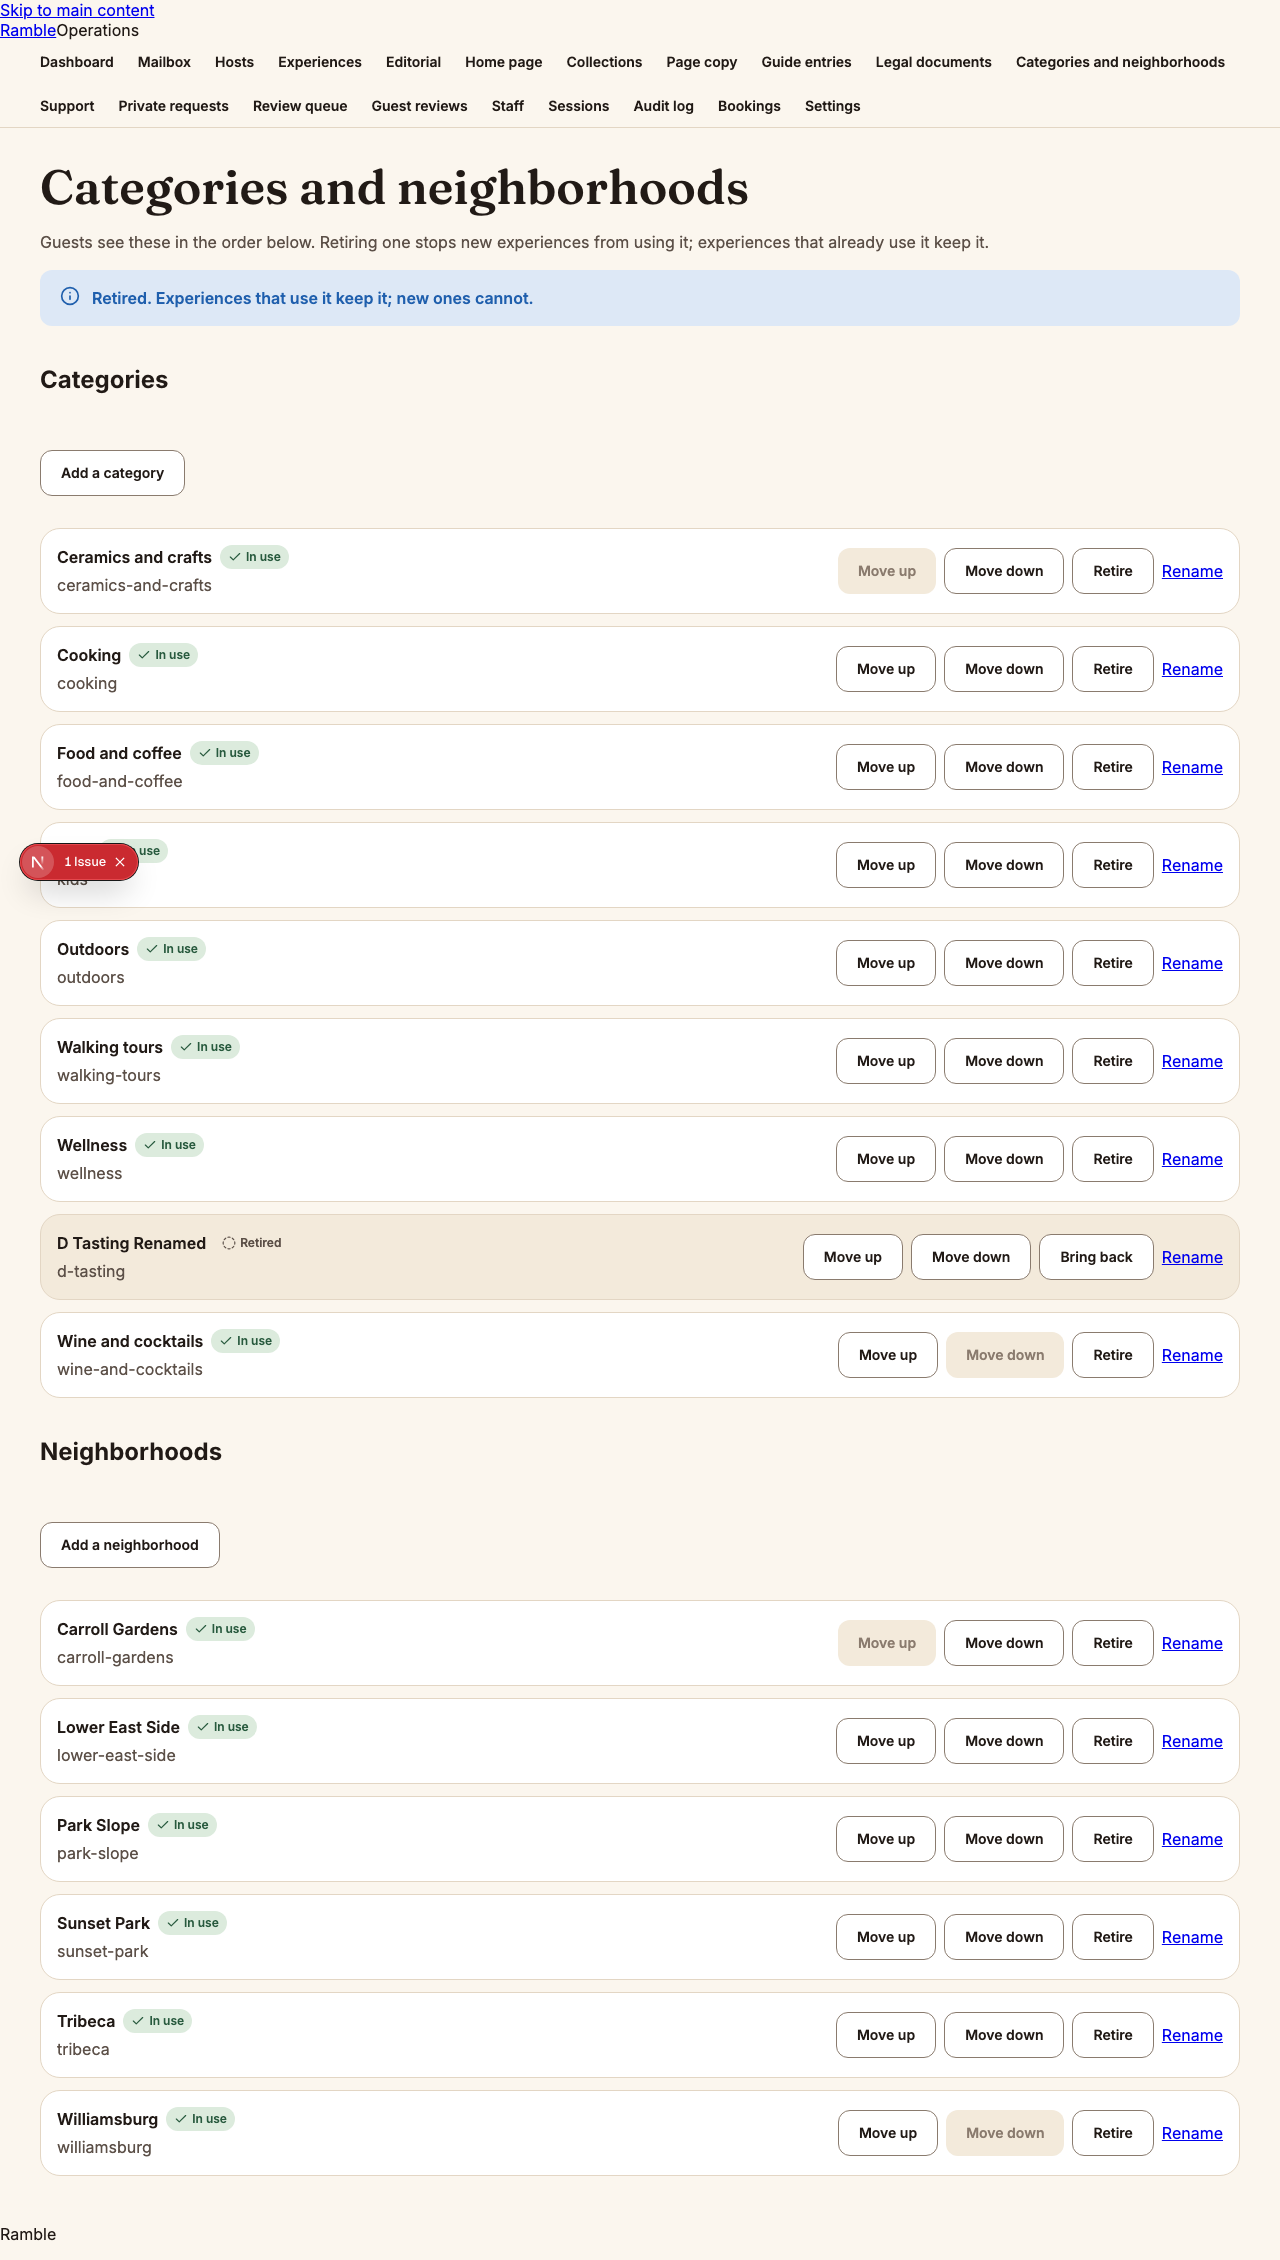 Skip to main content
RambleOperations
Dashboard Mailbox Hosts Experiences Editorial Home page Collections Page copy Guide entries Legal documents Categories and neighborhoods
Support Private requests Review queue Guest reviews Staff Sessions Audit log Bookings Settings
Categories and neighborhoods
Guests see these in the order below. Retiring one stops new experiences from using it; experiences that already use it keep it.
Retired. Experiences that use it keep it; new ones cannot.
Categories
Add a category
Ceramics and crafts In use
ceramics-and-crafts
Move up Move down Retire Rename
Cooking In use
cooking
Move up Move down Retire Rename
Food and coffee In use
food-and-coffee
Move up Move down Retire Rename
use
1 Issue
kids
Move up Move down Retire Rename
Outdoors In use
outdoors
Move up Move down Retire Rename
Walking tours In use
walking-tours
Move up Move down Retire Rename
Wellness In use
wellness
Move up Move down Retire Rename
D Tasting Renamed Retired
d-tasting
Move up Move down Bring back Rename
Wine and cocktails In use
wine-and-cocktails
Move up Move down Retire Rename
Neighborhoods
Add a neighborhood
Carroll Gardens In use
carroll-gardens
Move up Move down Retire Rename
Lower East Side In use
lower-east-side
Move up Move down Retire Rename
Park Slope In use
park-slope
Move up Move down Retire Rename
Sunset Park In use
sunset-park
Move up Move down Retire Rename
Tribeca In use
tribeca
Move up Move down Retire Rename
Williamsburg In use
williamsburg
Move up Move down Retire Rename
Ramble